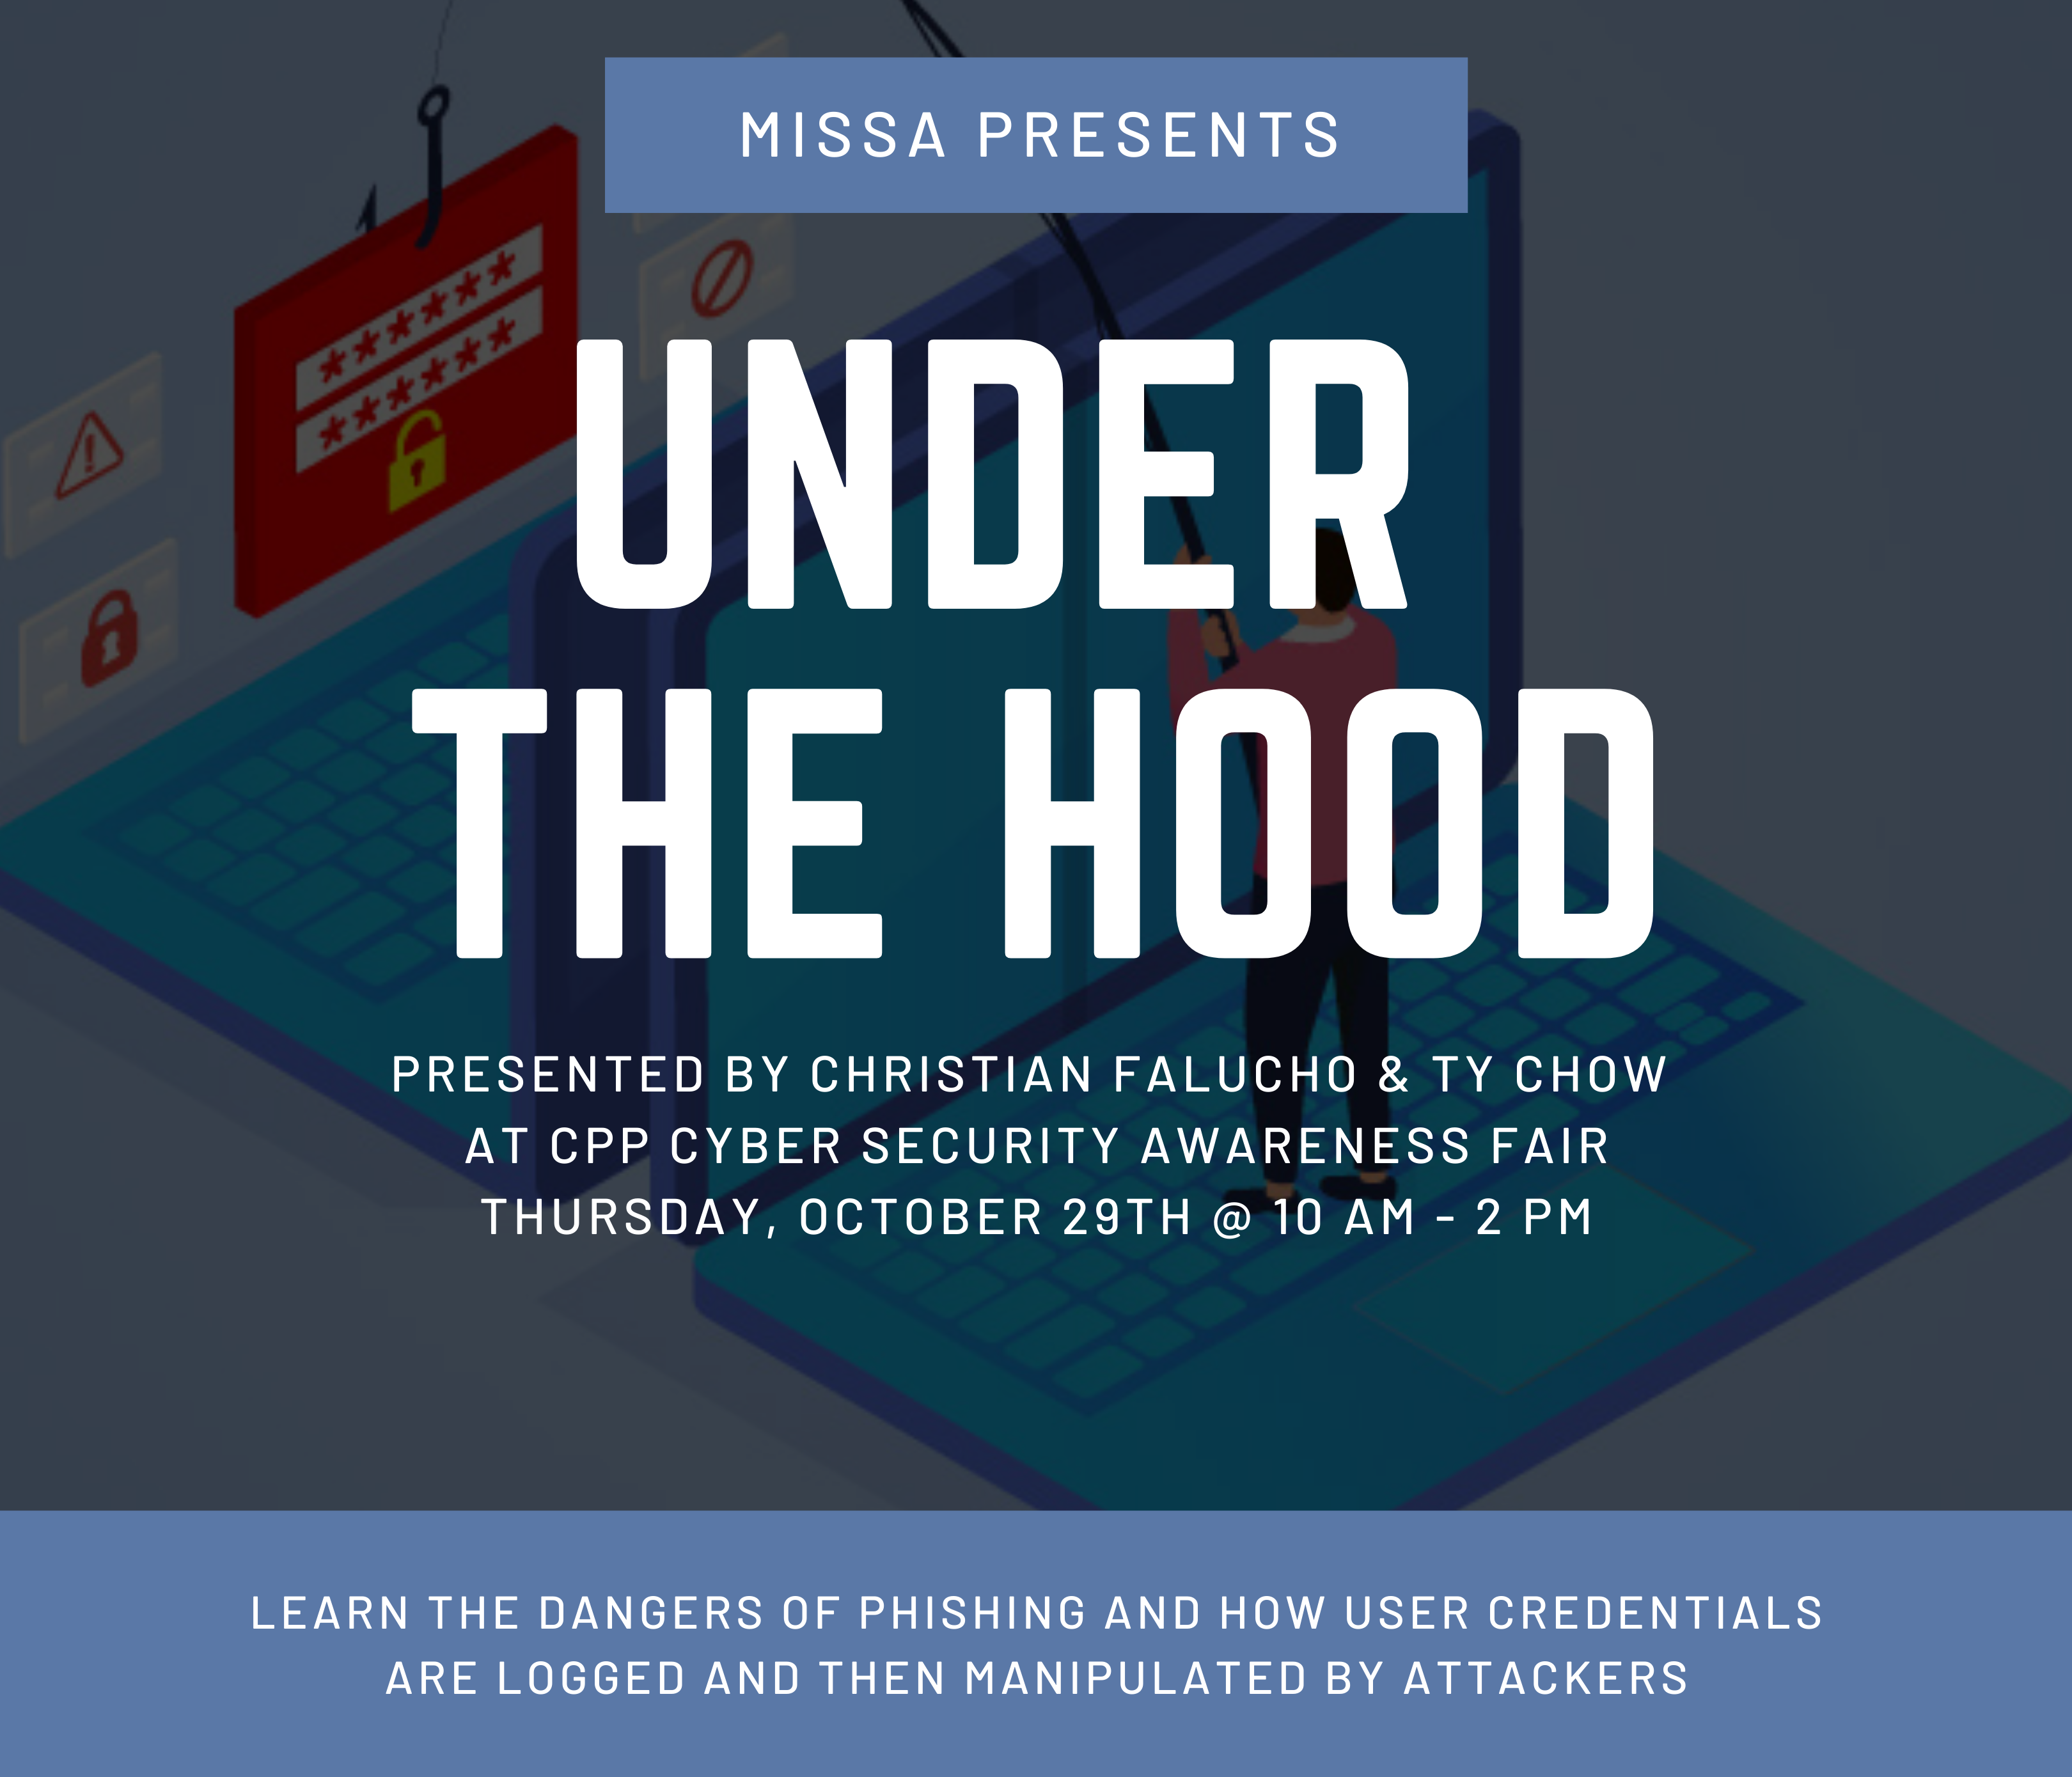 MISSA PRESENTS
UNDER
THE HOOD
PRESENTED BY CHRISTIAN FALUCHO & TY CHOW
AT CPP CYBER SECURITY AWARENESS FAIR
THURSDAY, OCTOBER 29TH @ 10 AM - 2 PM
LEARN THE DANGERS OF PHISHING AND HOW USER CREDENTIALS
ARE LOGGED AND THEN MANIPULATED BY ATTACKERS